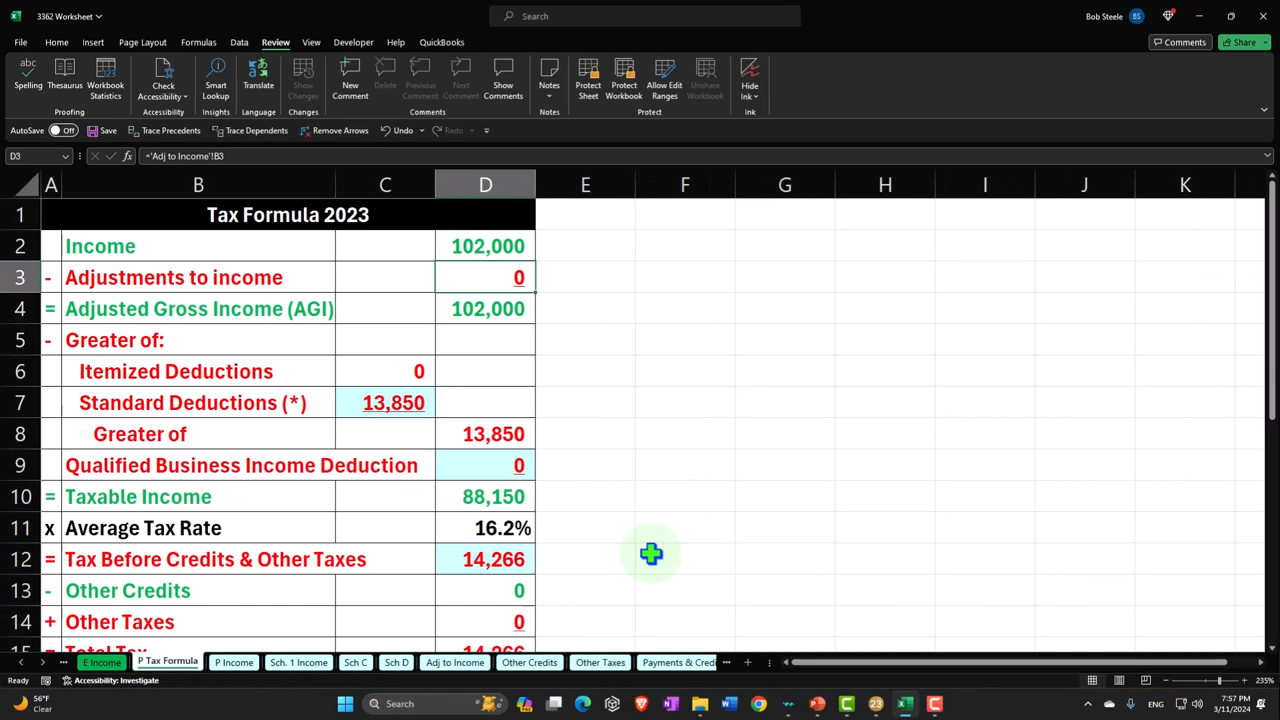 3362 Worksheet
Search
Bob Steele BS
File Home Insert Page Layout Formulas Data Review View Developer Help QuickBooks
Comments Share
Spelling Thesaurus Workbook Statistics
Check Accessibility
Smart Lookup
Translate
Show Changes
New Comment
Delete
Previous Comment
Next Comment
Show Comments
Notes
Protect Sheet
Protect Workbook
Allow Edit Ranges
Unshare Workbook
Hide Ink
Proofing Accessibility Insights Language Changes Comments Notes Protect Ink
AutoSave Off Save Trace Precedents Trace Dependents Remove Arrows Undo Redo
D3 fx ='Adj to Income'!B3
A B C D E F G H I J K
1 Tax Formula 2023
2 Income 102,000
3 - Adjustments to income 0
4 = Adjusted Gross Income (AGI) 102,000
5 - Greater of:
6 Itemized Deductions 0
7 Standard Deductions (*) 13,850
8 Greater of 13,850
9 Qualified Business Income Deduction 0
10 = Taxable Income 88,150
11 x Average Tax Rate 16.2%
12 = Tax Before Credits & Other Taxes 14,266
13 - Other Credits 0
14 + Other Taxes 0
15 = Total Tax 14,266
E Income P Tax Formula P Income Sch. 1 Income Sch C Sch D Adj to Income Other Credits Other Taxes Payments & Credi
Ready Accessibility: Investigate 235%
56°F
Clear
Search
ENG
7:57 PM
3/11/2024